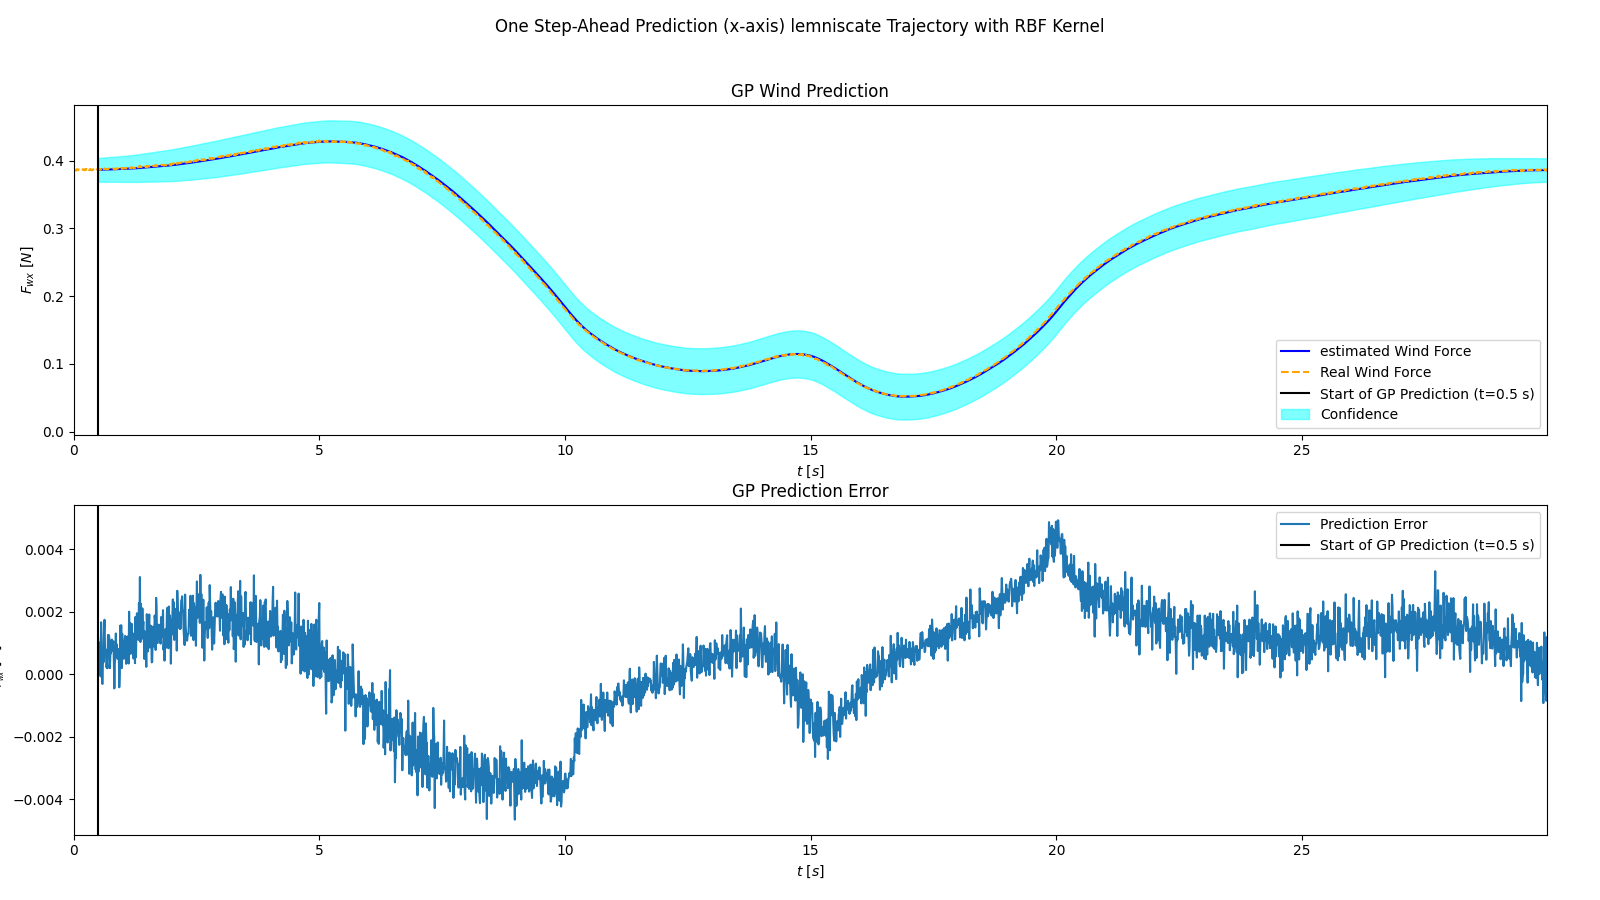 One Step-Ahead Prediction (x-axis) lemniscate Trajectory with RBF Kernel
GP Wind Prediction
0.4
0.3
0.2
0.1
0.0
F_{wx} [N]
estimated Wind Force
Real Wind Force
Start of GP Prediction (t=0.5 s)
Confidence
0 5 10 15 20 25
t [s]
GP Prediction Error
0.004
0.002
0.000
−0.002
−0.004
Prediction Error
Start of GP Prediction (t=0.5 s)
0 5 10 15 20 25
t [s]